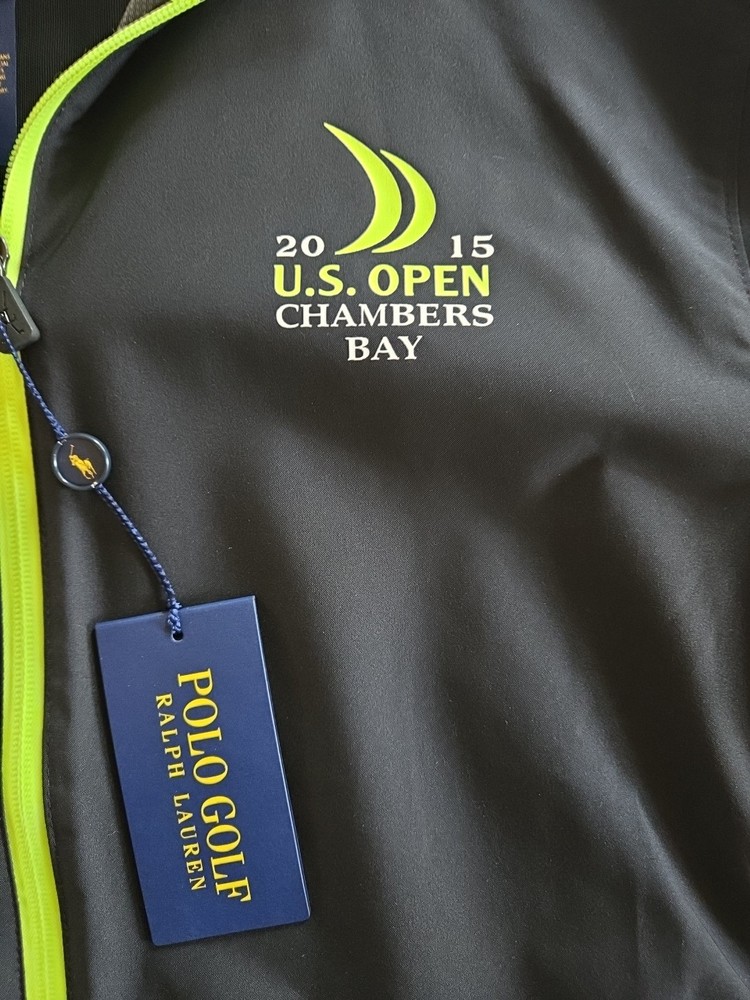 20 15
U.S. OPEN
CHAMBERS
BAY
POLO GOLF
RALPH LAUREN